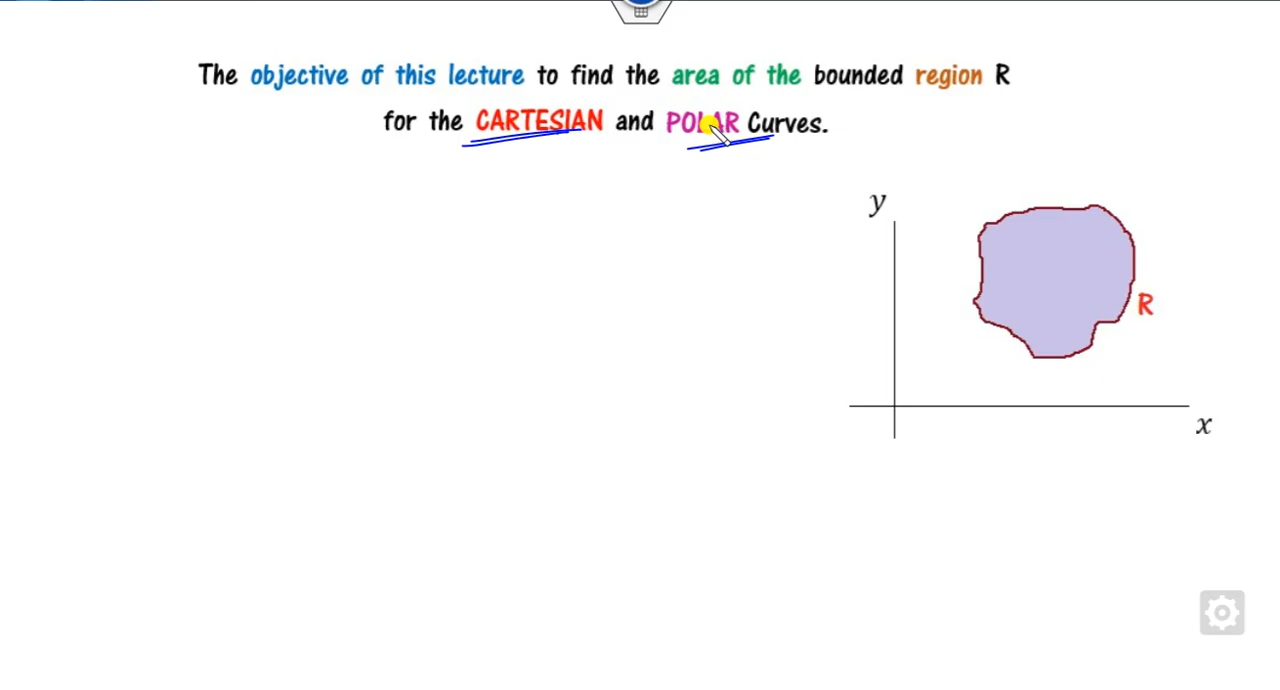 The objective of this lecture to find the area of the bounded region R
for the CARTESIAN and POLAR Curves.
y
R
x